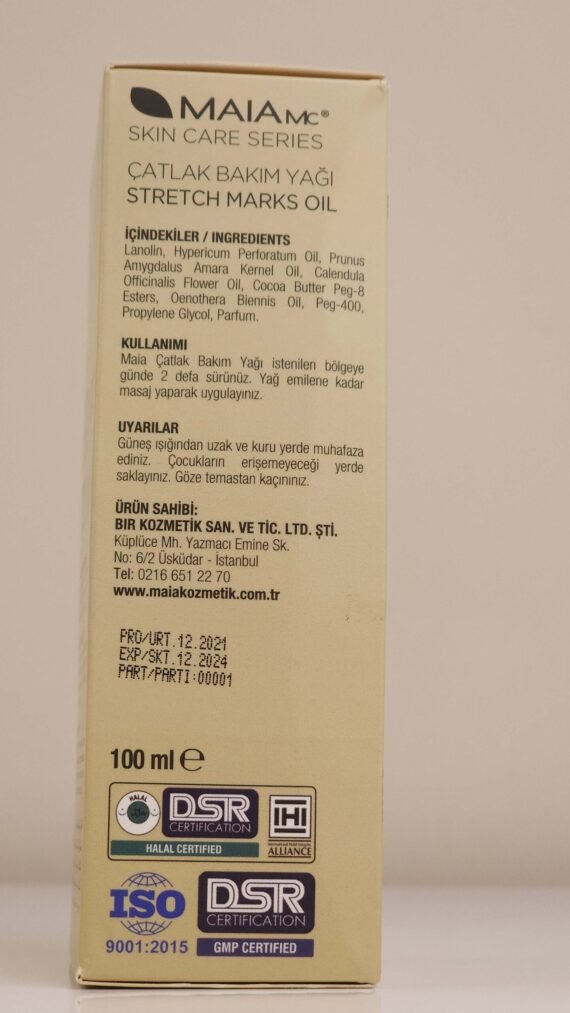 MAIA MC®
SKIN CARE SERIES
ÇATLAK BAKIM YAĞI
STRETCH MARKS OIL
İÇİNDEKİLER / INGREDIENTS
Lanolin, Hypericum Perforatum Oil, Prunus
Amygdalus Amara Kernel Oil, Calendula
Officinalis Flower Oil, Cocoa Butter Peg-8
Esters, Oenothera Biennis Oil, Peg-400,
Propylene Glycol, Parfum.
KULLANIMI
Maia Çatlak Bakım Yağı istenilen bölgeye
günde 2 defa sürünüz. Yağ emilene kadar
masaj yaparak uygulayınız.
UYARILAR
Güneş ışığından uzak ve kuru yerde muhafaza
ediniz. Çocukların erişemeyeceği yerde
saklayınız. Göze temastan kaçınınız.
ÜRÜN SAHİBİ:
BIR KOZMETİK SAN. VE TİC. LTD. ŞTİ.
Küplüce Mh. Yazmacı Emine Sk.
No: 6/2 Üsküdar - İstanbul
Tel: 0216 651 22 70
www.maiakozmetik.com.tr
PRO/URT.12.2021
EXP/SKT.12.2024
PART/PARTI:00001
100 ml ℮
HALAL
DSR
CERTIFICATION
HALAL CERTIFIED
IHI
ALLIANCE
ISO
9001:2015
DSR
CERTIFICATION
GMP CERTIFIED